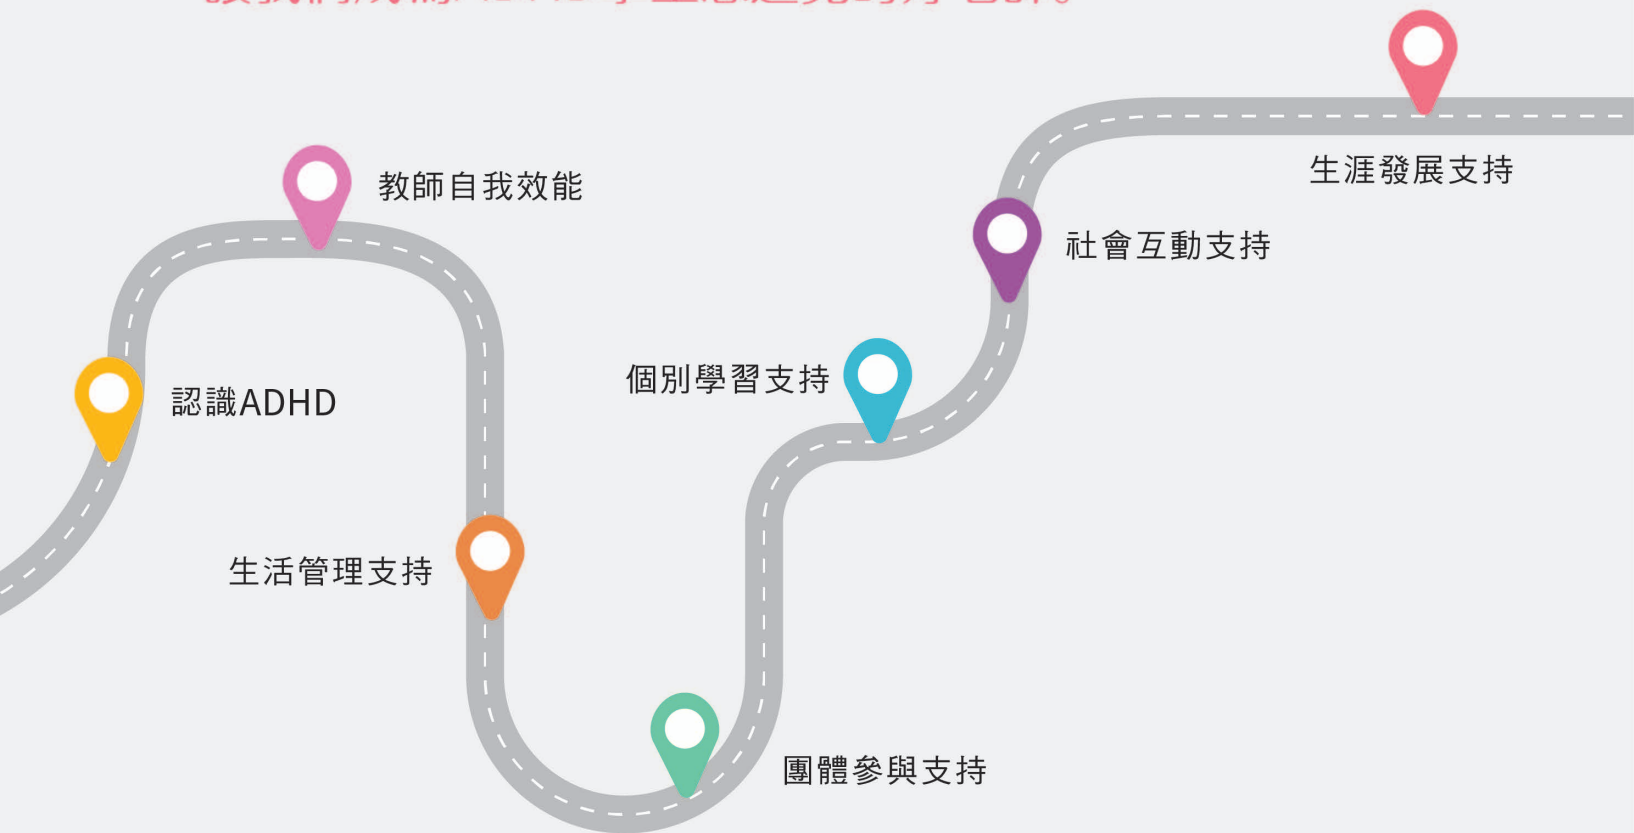 教師自我效能
生涯發展支持
社會互動支持
個別學習支持
認識ADHD
生活管理支持
團體參與支持